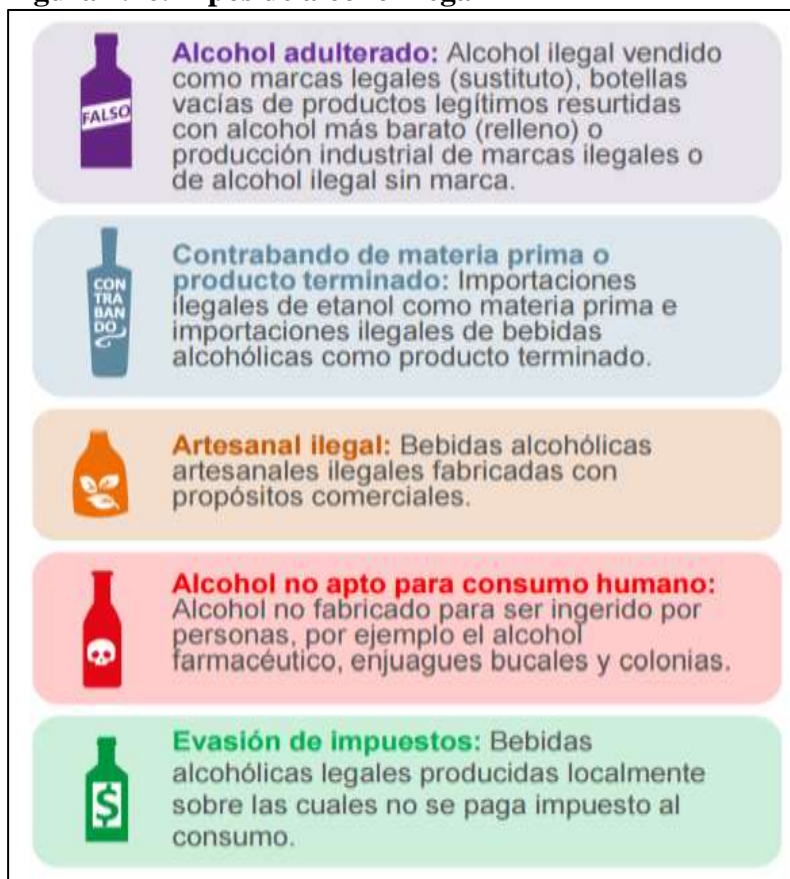 Alcohol adulterado: Alcohol ilegal vendido
como marcas legales (sustituto), botellas
vacías de productos legítimos resurtidas
con alcohol más barato (relleno) o
producción industrial de marcas ilegales o
de alcohol ilegal sin marca.
FALSO
Contrabando de materia prima o
producto terminado: Importaciones
ilegales de etanol como materia prima e
importaciones ilegales de bebidas
alcohólicas como producto terminado.
CON
TRA
BAN
DO
Artesanal ilegal: Bebidas alcohólicas
artesanales ilegales fabricadas con
propósitos comerciales.
Alcohol no apto para consumo humano:
Alcohol no fabricado para ser ingerido por
personas, por ejemplo el alcohol
farmacéutico, enjuagues bucales y colonias.
Evasión de impuestos: Bebidas
alcohólicas legales producidas localmente
sobre las cuales no se paga impuesto al
consumo.
$